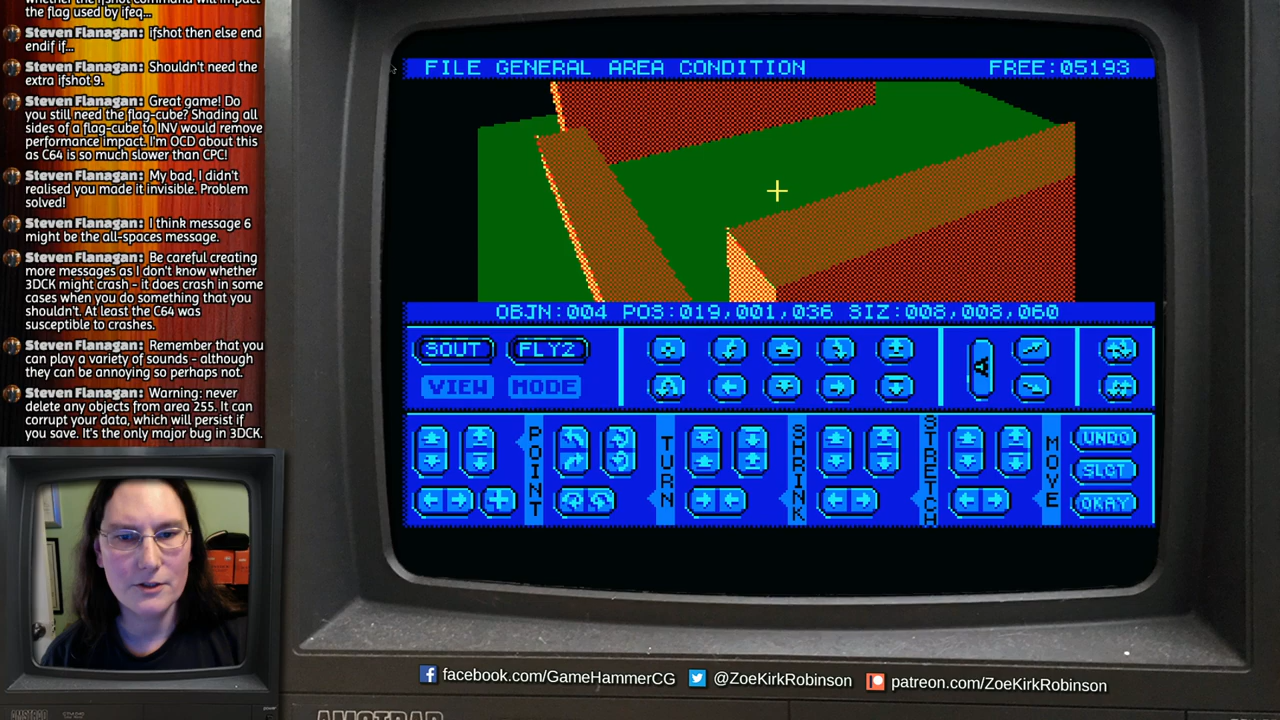 whether the ifshot command will impact
the flag used by ifeq...
Steven Flanagan: ifshot then else end
endif if...
Steven Flanagan: Shouldn't need the
extra ifshot 9.
Steven Flanagan: Great game! Do
you still need the flag-cube? Shading all
sides of a flag-cube to INV would remove
performance impact. I'm OCD about this
as C64 is so much slower than CPC!
Steven Flanagan: My bad, I didn't
realised you made it invisible. Problem
solved!
Steven Flanagan: I think message 6
might be the all-spaces message.
Steven Flanagan: Be careful creating
more messages as I don't know whether
3DCK might crash - it does crash in some
cases when you do something that you
shouldn't. At least the C64 was
susceptible to crashes.
Steven Flanagan: Remember that you
can play a variety of sounds - although
they can be annoying so perhaps not.
Steven Flanagan: Warning: never
delete any objects from area 255. It can
corrupt your data, which will persist if
you save. It's the only major bug in 3DCK.
FILE GENERAL AREA CONDITION FREE:05193
OBJN:004 POS:019,001,036 SIZ:008,008,060
SOUT FLY2
VIEW MODE
A
POINT
TURN
SHRINK
STRETCH
MOVE
UNDO
SLCT
OKAY
facebook.com/GameHammerCG @ZoeKirkRobinson patreon.com/ZoeKirkRobinson
AMSTRAD